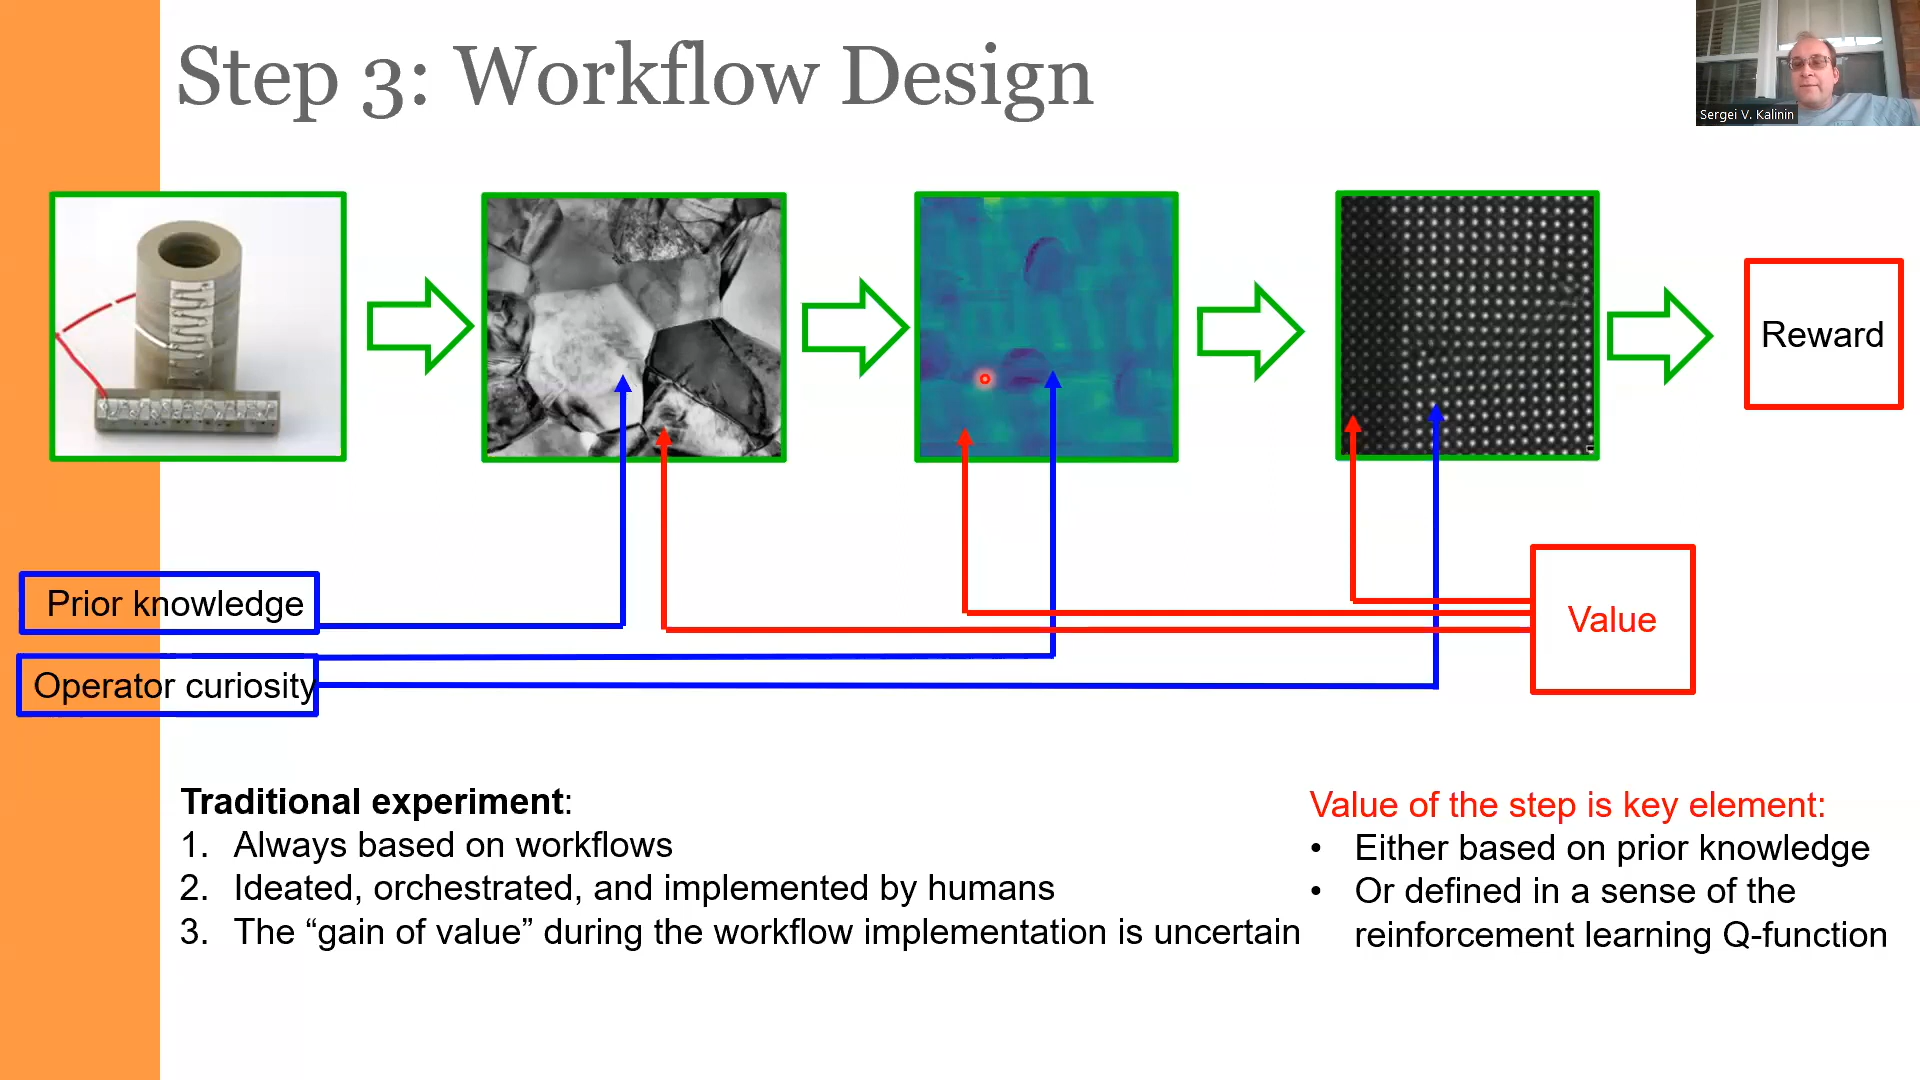 Step 3: Workflow Design
Sergei V. Kalinin
Reward
Prior knowledge
Operator curiosity
Value
Traditional experiment:
1. Always based on workflows
2. Ideated, orchestrated, and implemented by humans
3. The “gain of value” during the workflow implementation is uncertain
Value of the step is key element:
• Either based on prior knowledge
• Or defined in a sense of the
reinforcement learning Q-function